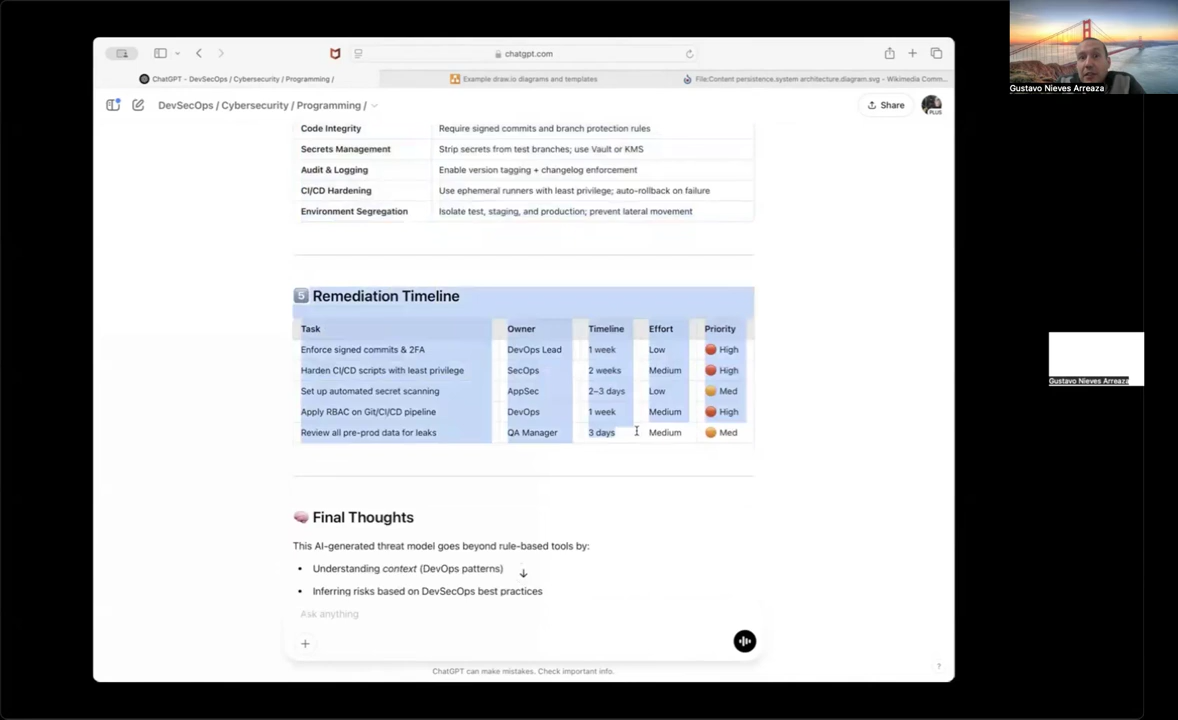 chatgpt.com
ChatGPT - DevSecOps / Cybersecurity / Programming /
Example draw.io diagrams and templates
File:Content persistence.system architecture.diagram.svg - Wikimedia Comm...
DevSecOps / Cybersecurity / Programming /
Share
PLUS
Gustavo Nieves Arreaza
Code Integrity Require signed commits and branch protection rules
Secrets Management Strip secrets from test branches; use Vault or KMS
Audit & Logging Enable version tagging + changelog enforcement
CI/CD Hardening Use ephemeral runners with least privilege; auto-rollback on failure
Environment Segregation Isolate test, staging, and production; prevent lateral movement
5 Remediation Timeline
Task Owner Timeline Effort Priority
Enforce signed commits & 2FA DevOps Lead 1 week Low High
Harden CI/CD scripts with least privilege SecOps 2 weeks Medium High
Set up automated secret scanning AppSec 2–3 days Low Med
Apply RBAC on Git/CI/CD pipeline DevOps 1 week Medium High
Review all pre-prod data for leaks QA Manager 3 days Medium Med
Gustavo Nieves Arreaza
Final Thoughts
This AI-generated threat model goes beyond rule-based tools by:
• Understanding context (DevOps patterns)
• Inferring risks based on DevSecOps best practices
Ask anything
ChatGPT can make mistakes. Check important info.
?